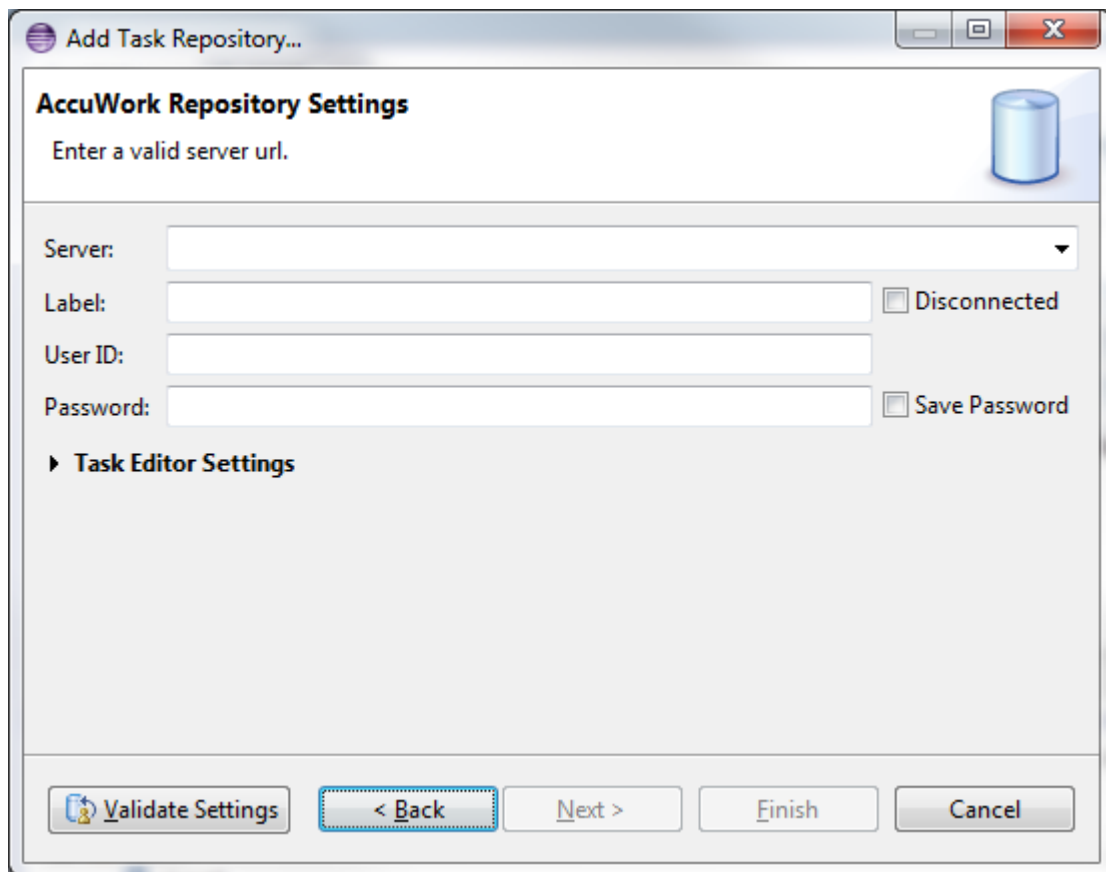 Add Task Repository...
AccuWork Repository Settings
Enter a valid server url.
Server:
Label:
Disconnected
User ID:
Password:
Save Password
Task Editor Settings
Validate Settings
< Back
Next >
Finish
Cancel